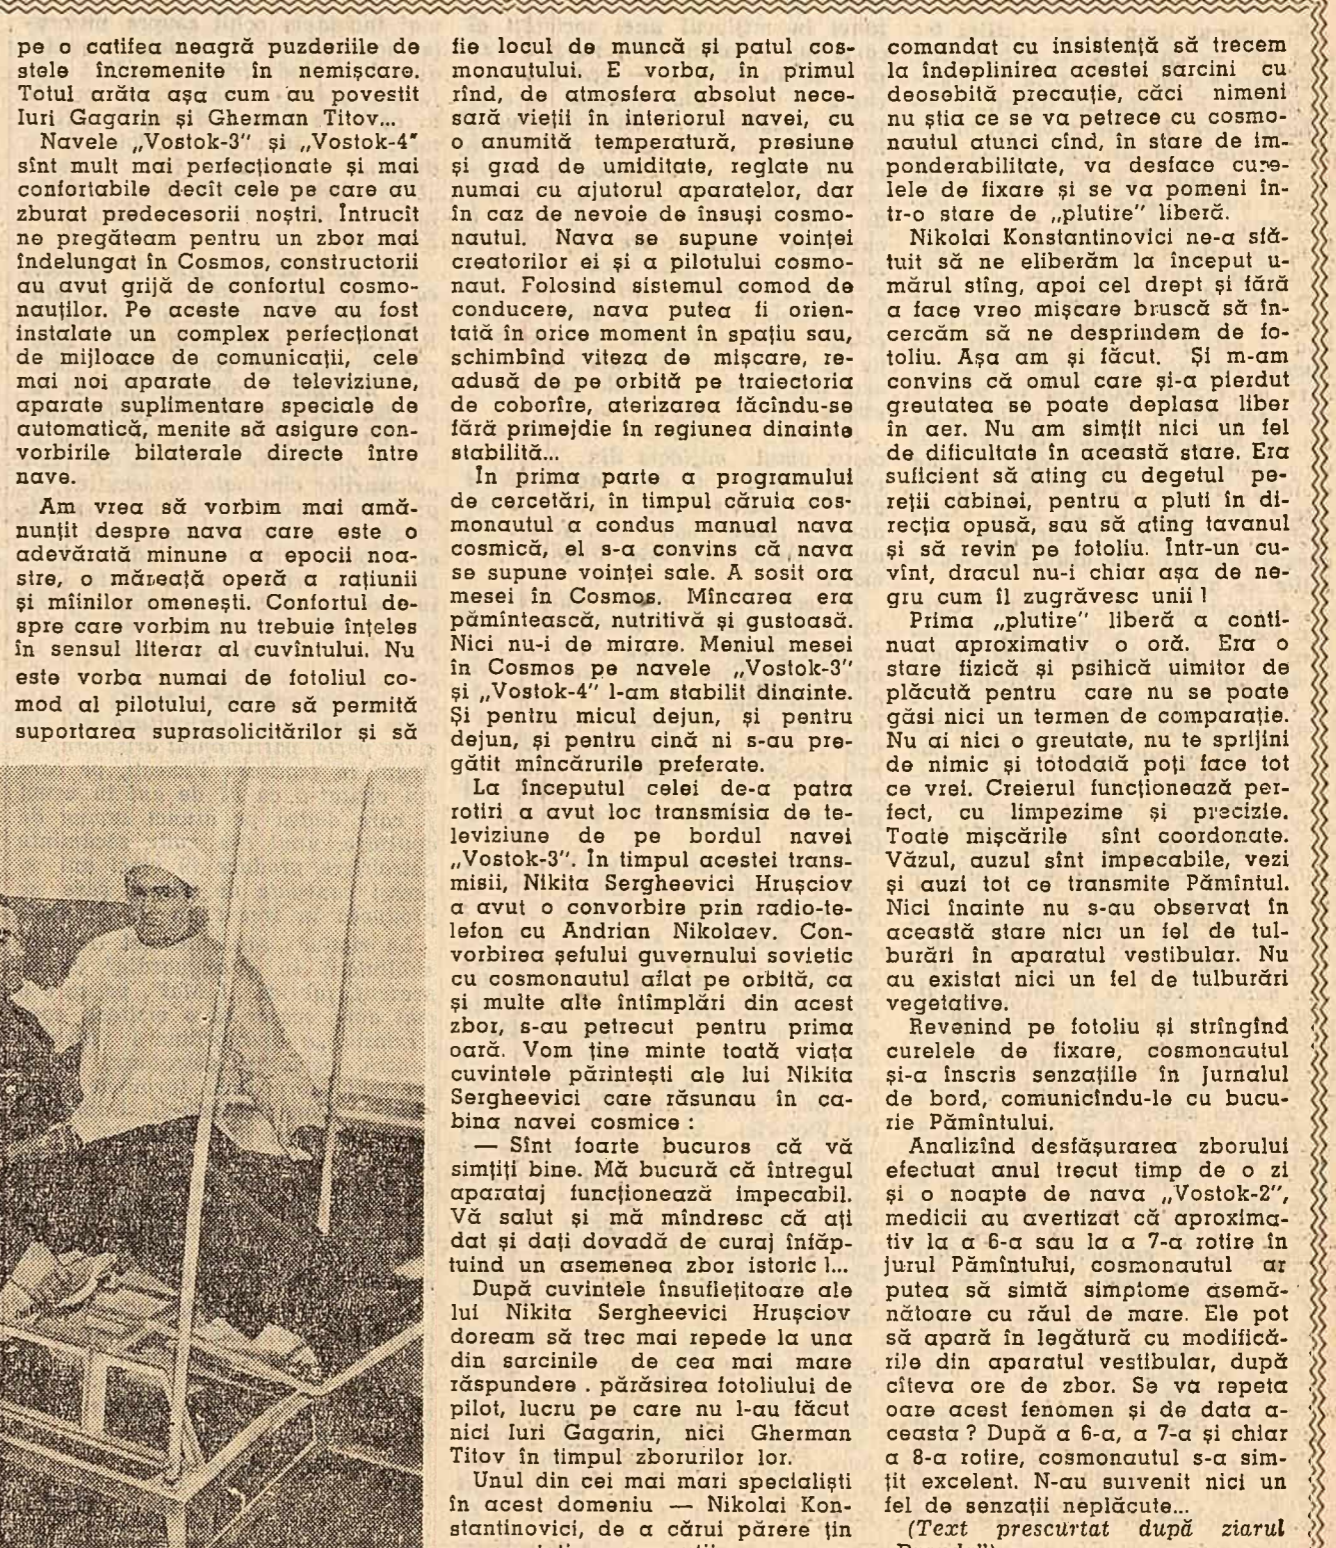 pe o catifea neagră puzderiile de
stele încremenite în nemișcare.
Totul arăta așa cum au povestit
Iuri Gagarin și Gherman Titov...
Navele „Vostok-3" și „Vostok-4"
sînt mult mai perfecționate și mai
confortabile decît cele pe care au
zburat predecesorii noștri. Intrucît
ne pregăteam pentru un zbor mai
îndelungat în Cosmos, constructorii
au avut grijă de confortul cosmo-
nauților. Pe aceste nave au fost
instalate un complex perfecționat
de mijloace de comunicații, cele
mai noi aparate de televiziune,
aparate suplimentare speciale de
automatică, menite să asigure con-
vorbirile bilaterale directe între
nave.
Am vrea să vorbim mai amă-
nunțit despre nava care este o
adevărată minune a epocii noa-
stre, o măreață operă a rațiunii
și mîinilor omenești. Confortul de-
spre care vorbim nu trebuie înțeles
în sensul literar al cuvîntului. Nu
este vorba numai de fotoliul co-
mod al pilotului, care să permită
suportarea suprasolicitărilor și să
fie locul de muncă și patul cos-
monautului. E vorba, în primul
rînd, de atmosfera absolut nece-
sară vieții în interiorul navei, cu
o anumită temperatură, presiune
și grad de umiditate, reglate nu
numai cu ajutorul aparatelor, dar
în caz de nevoie de însuși cosmo-
nautul. Nava se supune voinței
creatorilor ei și a pilotului cosmo-
naut. Folosind sistemul comod de
conducere, nava putea fi orien-
tată în orice moment în spațiu sau,
schimbînd viteza de mișcare, re-
adusă de pe orbită pe traiectoria
de coborîre, aterizarea făcîndu-se
fără primejdie în regiunea dinainte
stabilită...
In prima parte a programului
de cercetări, în timpul căruia cos-
monautul a condus manual nava
cosmică, el s-a convins că nava
se supune voinței sale. A sosit ora
mesei în Cosmos. Mîncarea era
pămîntească, nutritivă și gustoasă.
Nici nu-i de mirare. Meniul mesei
în Cosmos pe navele „Vostok-3"
și „Vostok-4" l-am stabilit dinainte.
Și pentru micul dejun, și pentru
dejun, și pentru cină ni s-au pre-
gătit mîncărurile preferate.
La începutul celei de-a patra
rotiri a avut loc transmisia de te-
leviziune de pe bordul navei
„Vostok-3". In timpul acestei trans-
misii, Nikita Sergheevici Hrușciov
a avut o convorbire prin radio-te-
lefon cu Andrian Nikolaev. Con-
vorbirea șefului guvernului sovietic
cu cosmonautul aflat pe orbită, ca
și multe alte întîmplări din acest
zbor, s-au petrecut pentru prima
oară. Vom ține minte toată viața
cuvintele părintești ale lui Nikita
Sergheevici care răsunau în ca-
bina navei cosmice :
— Sînt foarte bucuros că vă
simțiți bine. Mă bucură că întregul
aparataj funcționează impecabil.
Vă salut și mă mîndresc că ați
dat și dați dovadă de curaj înfăp-
tuind un asemenea zbor istoric !...
După cuvintele însuflețitoare ale
lui Nikita Sergheevici Hrușciov
doream să trec mai repede la una
din sarcinile de cea mai mare
răspundere . părăsirea fotoliului de
pilot, lucru pe care nu l-au făcut
nici Iuri Gagarin, nici Gherman
Titov în timpul zborurilor lor.
Unul din cei mai mari specialiști
în acest domeniu — Nikolai Kon-
stantinovici, de a cărui părere țin
comandat cu insistență să trecem
la îndeplinirea acestei sarcini cu
deosebită precauție, căci nimeni
nu știa ce se va petrece cu cosmo-
nautul atunci cînd, în stare de im-
ponderabilitate, va desface cure-
lele de fixare și se va pomeni în-
tr-o stare de „plutire" liberă.
Nikolai Konstantinovici ne-a sfă-
tuit să ne eliberăm la început u-
mărul stîng, apoi cel drept și fără
a face vreo mișcare bruscă să în-
cercăm să ne desprindem de fo-
toliu. Așa am și făcut. Și m-am
convins că omul care și-a pierdut
greutatea se poate deplasa liber
în aer. Nu am simțit nici un fel
de dificultate în această stare. Era
suficient să ating cu degetul pe-
reții cabinei, pentru a pluti în di-
recția opusă, sau să ating tavanul
și să revin pe fotoliu. Intr-un cu-
vînt, dracul nu-i chiar așa de ne-
gru cum îl zugrăvesc unii !
Prima „plutire" liberă a conti-
nuat aproximativ o oră. Era o
stare fizică și psihică uimitor de
plăcută pentru care nu se poate
găsi nici un termen de comparație.
Nu ai nici o greutate, nu te sprijini
de nimic și totodată poți face tot
ce vrei. Creierul funcționează per-
fect, cu limpezime și precizie.
Toate mișcările sînt coordonate.
Văzul, auzul sînt impecabile, vezi
și auzi tot ce transmite Pămîntul.
Nici înainte nu s-au observat în
această stare nici un fel de tul-
burări în aparatul vestibular. Nu
au existat nici un fel de tulburări
vegetative.
Revenind pe fotoliu și strîngînd
curelele de fixare, cosmonautul
și-a înscris senzațiile în jurnalul
de bord, comunicîndu-le cu bucu-
rie Pămîntului.
Analizînd desfășurarea zborului
efectuat anul trecut timp de o zi
și o noapte de nava „Vostok-2",
medicii au avertizat că aproxima-
tiv la a 6-a sau la a 7-a rotire în
jurul Pămîntului, cosmonautul ar
putea să simtă simptome asemă-
nătoare cu răul de mare. Ele pot
să apară în legătură cu modifică-
rile din aparatul vestibular, după
cîteva ore de zbor. Se va repeta
oare acest fenomen și de data a-
ceasta ? După a 6-a, a 7-a și chiar
a 8-a rotire, cosmonautul s-a sim-
țit excelent. N-au survenit nici un
fel de senzații neplăcute...
(Text prescurtat după ziarul